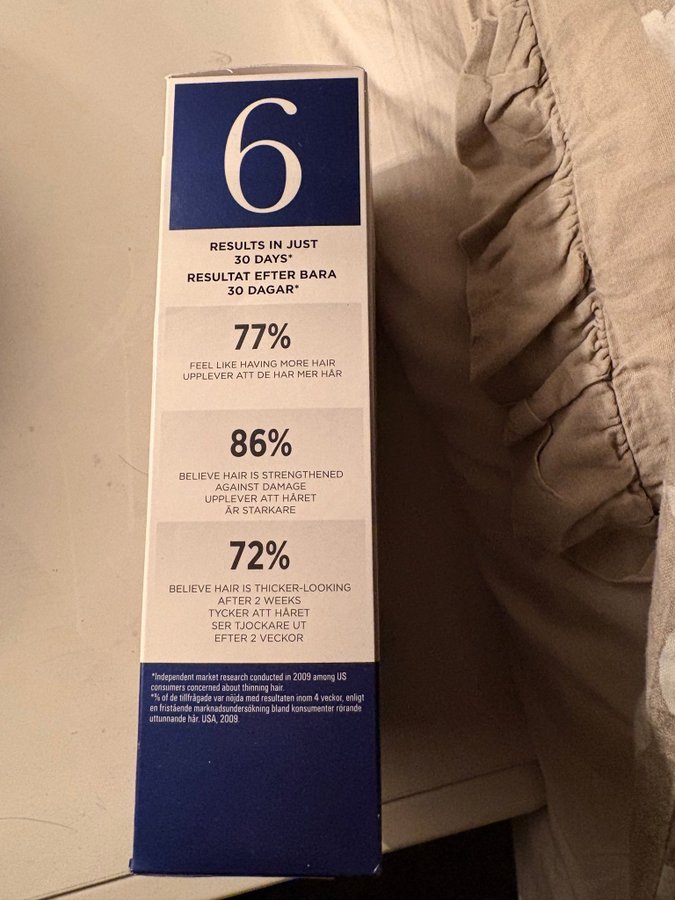 6
RESULTS IN JUST
30 DAYS*
RESULTAT EFTER BARA
30 DAGAR*
77%
FEEL LIKE HAVING MORE HAIR
UPPLEVER ATT DE HAR MER HÅR
86%
BELIEVE HAIR IS STRENGTHENED
AGAINST DAMAGE
UPPLEVER ATT HÅRET
ÄR STARKARE
72%
BELIEVE HAIR IS THICKER-LOOKING
AFTER 2 WEEKS
TYCKER ATT HÅRET
SER TJOCKARE UT
EFTER 2 VECKOR
*Independent market research conducted in 2009 among US
consumers concerned about thinning hair.
*¾ of de tillfrågade var nöjda med resultaten inom 4 veckor, enligt
en fristående marknadsundersökning bland konsumenter rörande
uttunnande hår. USA, 2009.